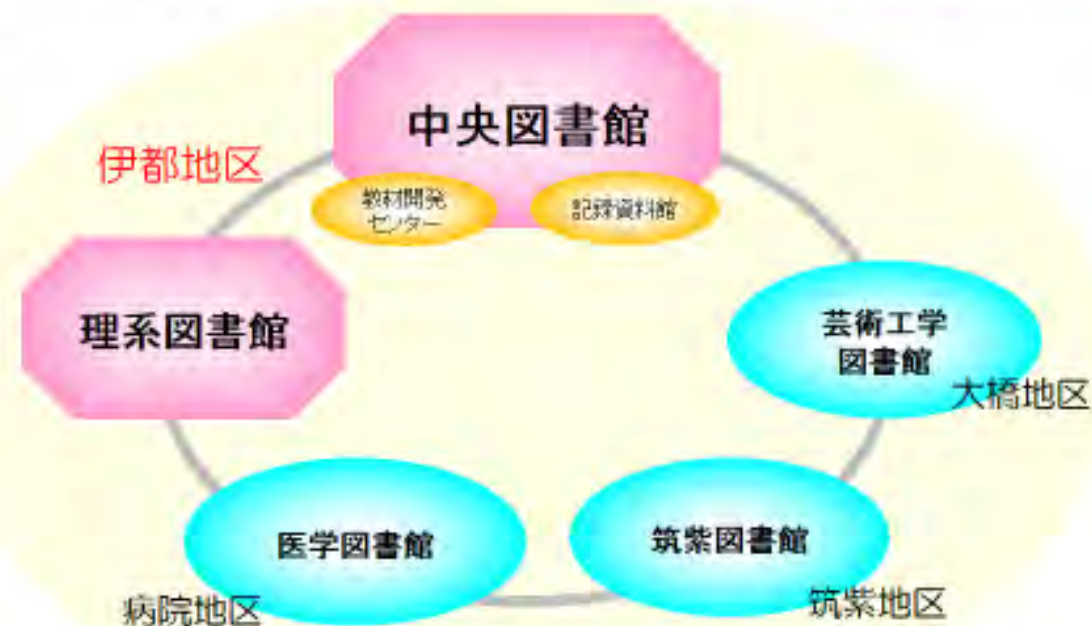 中央図書館
伊都地区
教材開発
センター
記録資料館
理系図書館
芸術工学
図書館
大橋地区
医学図書館
筑紫図書館
病院地区
筑紫地区